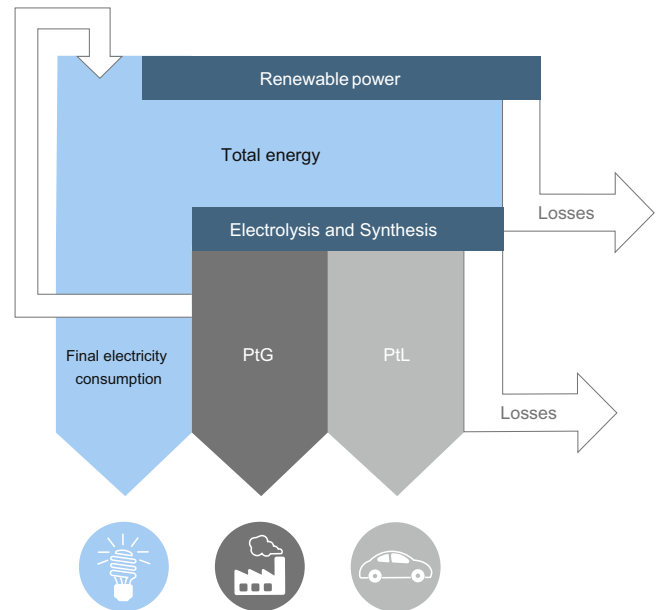 Renewable power
Total energy
Losses
Electrolysis and Synthesis
Final electricity
consumption
PtG
PtL
Losses